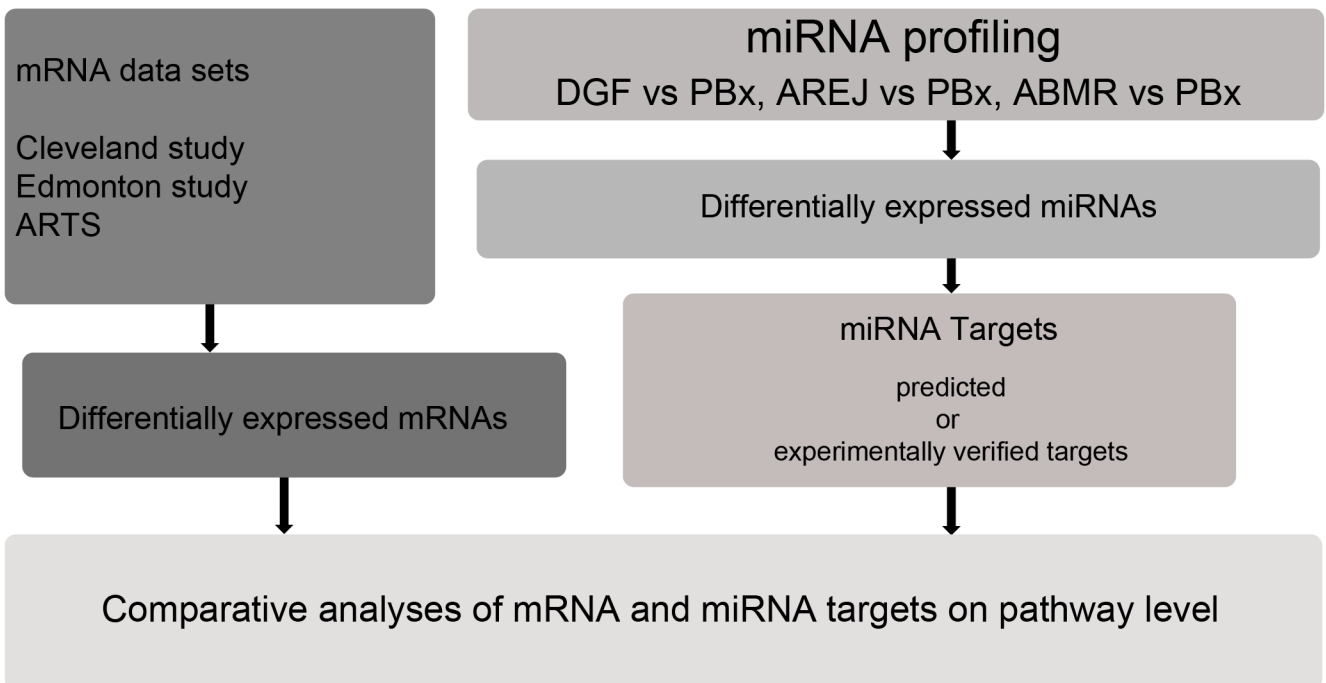 mRNA data sets
Cleveland study
Edmonton study
ARTS
Differentially expressed mRNAs
miRNA profiling
DGF vs PBx, AREJ vs PBx, ABMR vs PBx
Differentially expressed miRNAs
miRNA Targets
predicted
or
experimentally verified targets
Comparative analyses of mRNA and miRNA targets on pathway level